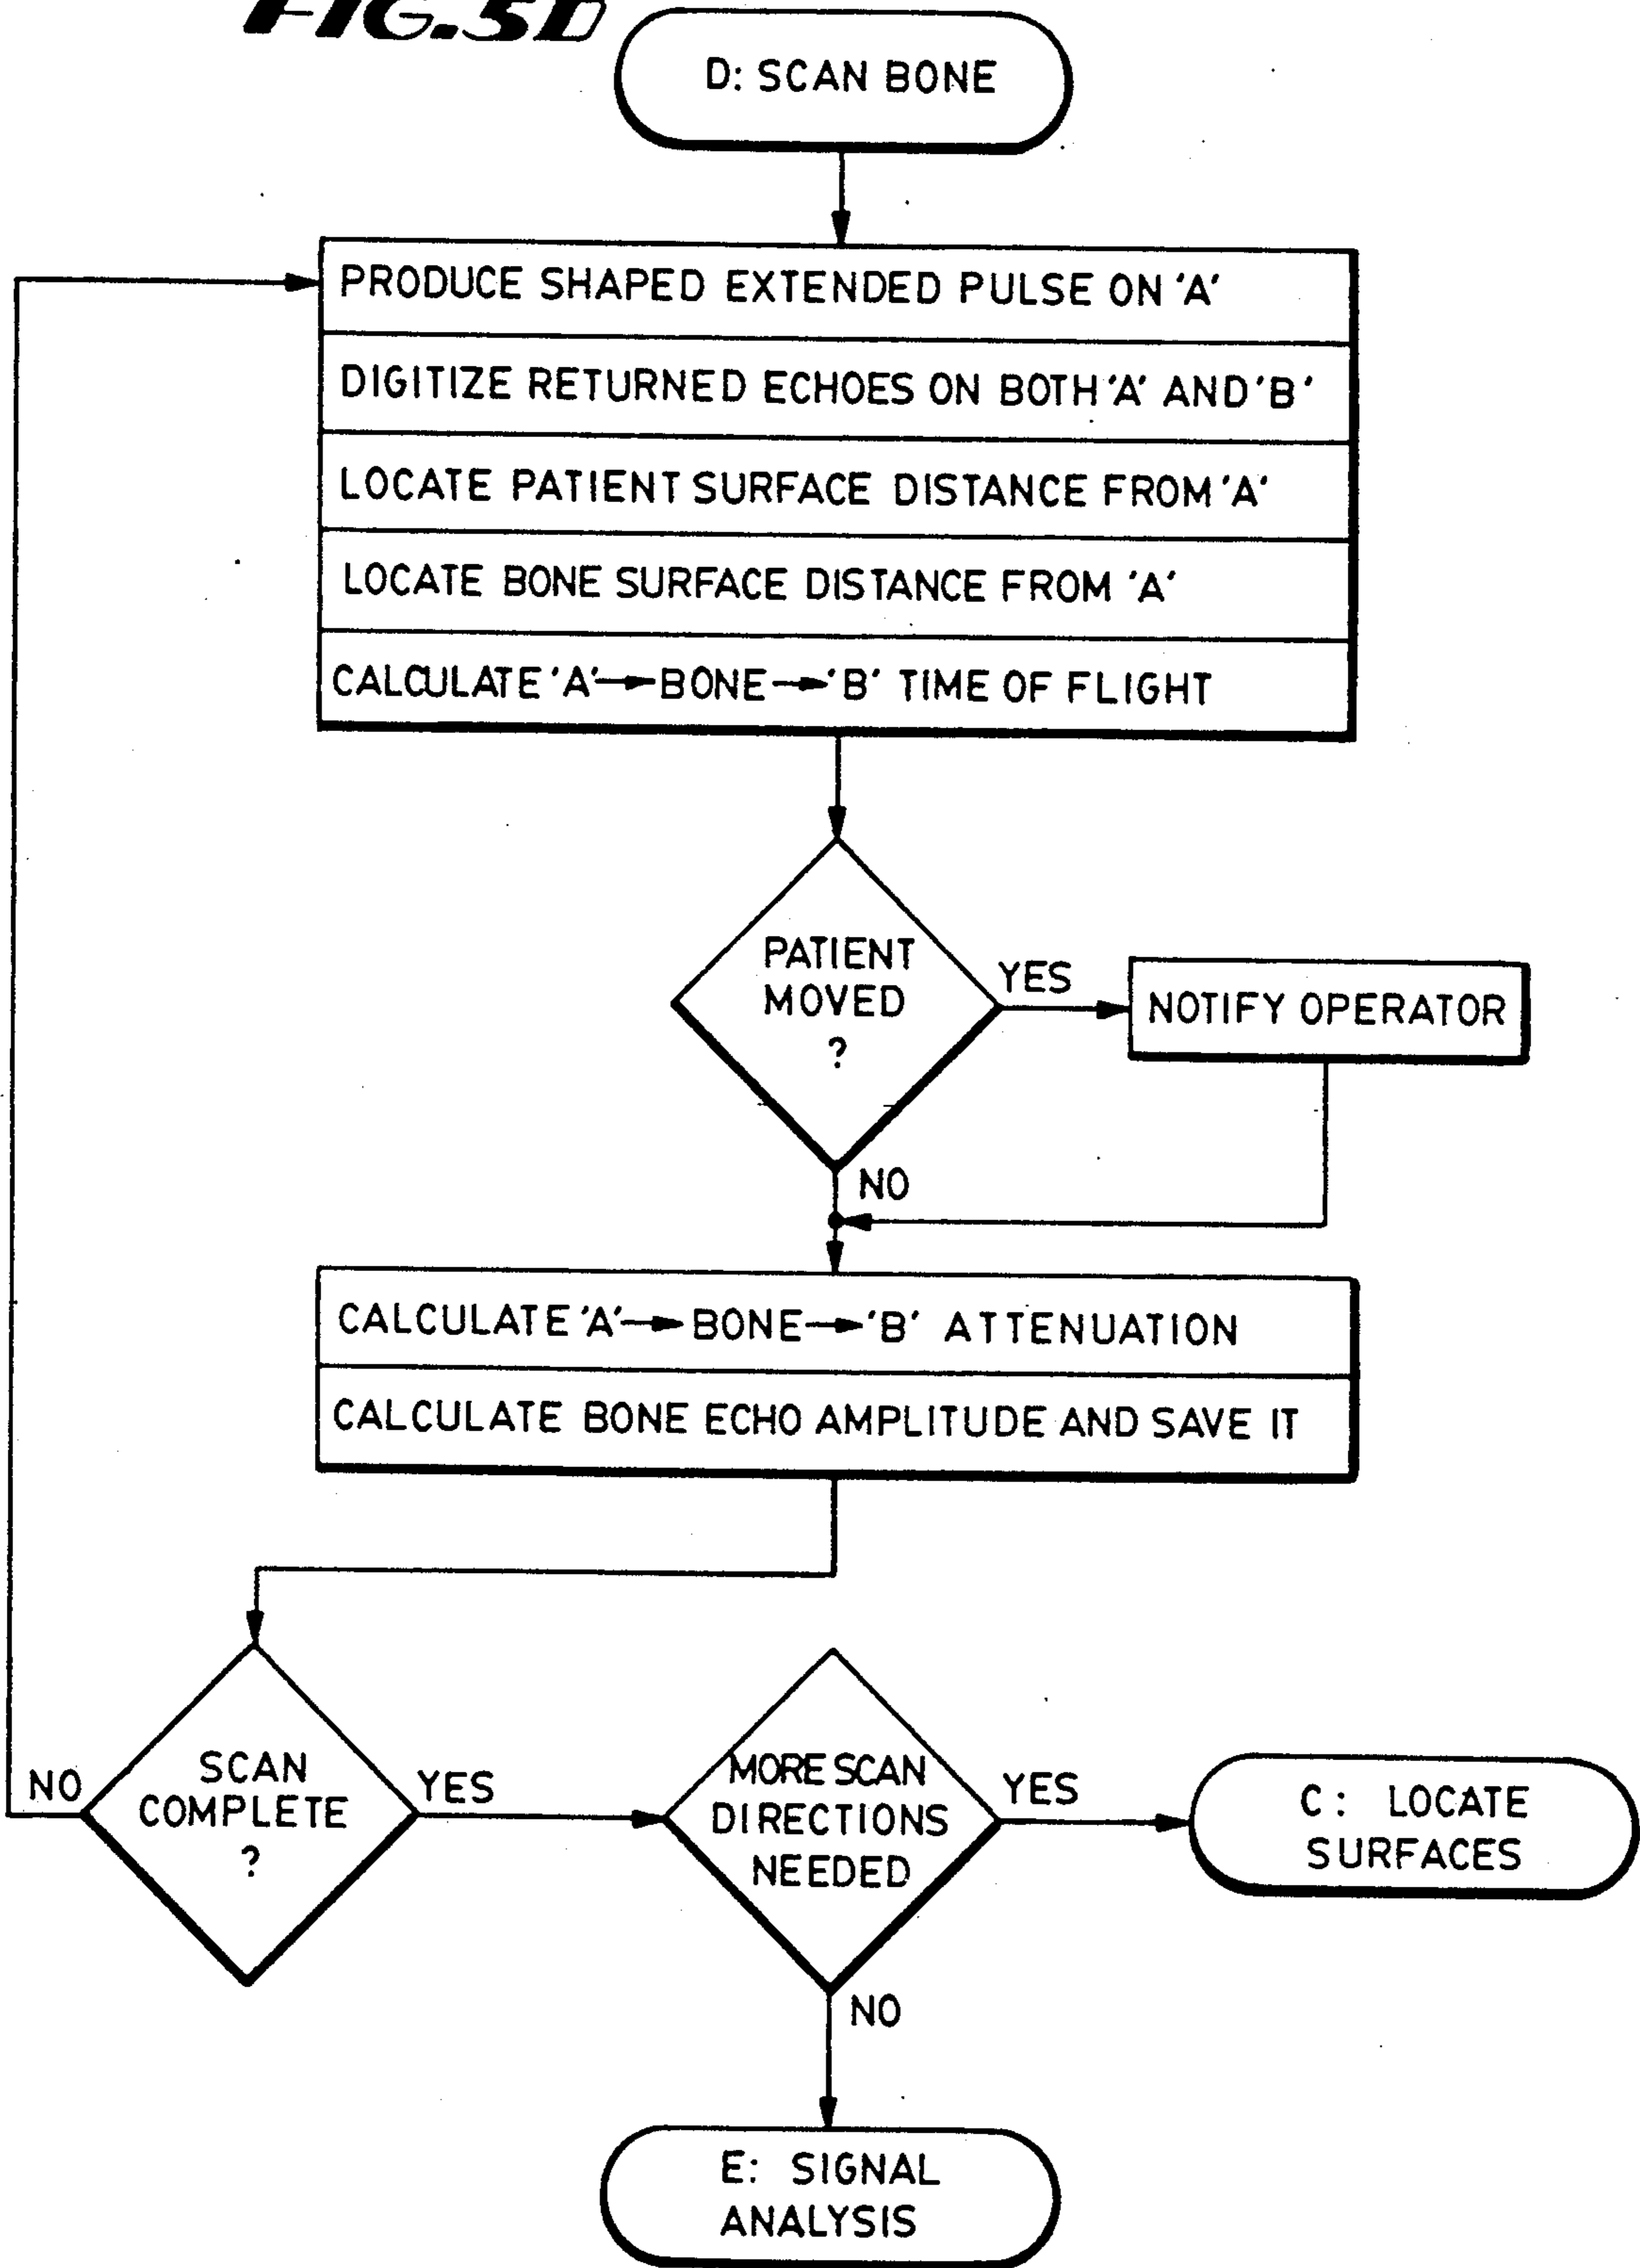 FIG.5D
D: SCAN BONE
PRODUCE SHAPED EXTENDED PULSE ON 'A'
DIGITIZE RETURNED ECHOES ON BOTH 'A' AND 'B'
LOCATE PATIENT SURFACE DISTANCE FROM 'A'
LOCATE BONE SURFACE DISTANCE FROM 'A'
CALCULATE 'A'→BONE→'B' TIME OF FLIGHT
PATIENT
MOVED
?
YES
NOTIFY OPERATOR
NO
CALCULATE 'A'→BONE→'B' ATTENUATION
CALCULATE BONE ECHO AMPLITUDE AND SAVE IT
NO
SCAN
COMPLETE
?
YES
MORE SCAN
DIRECTIONS
NEEDED
YES
C: LOCATE
SURFACES
NO
E: SIGNAL
ANALYSIS